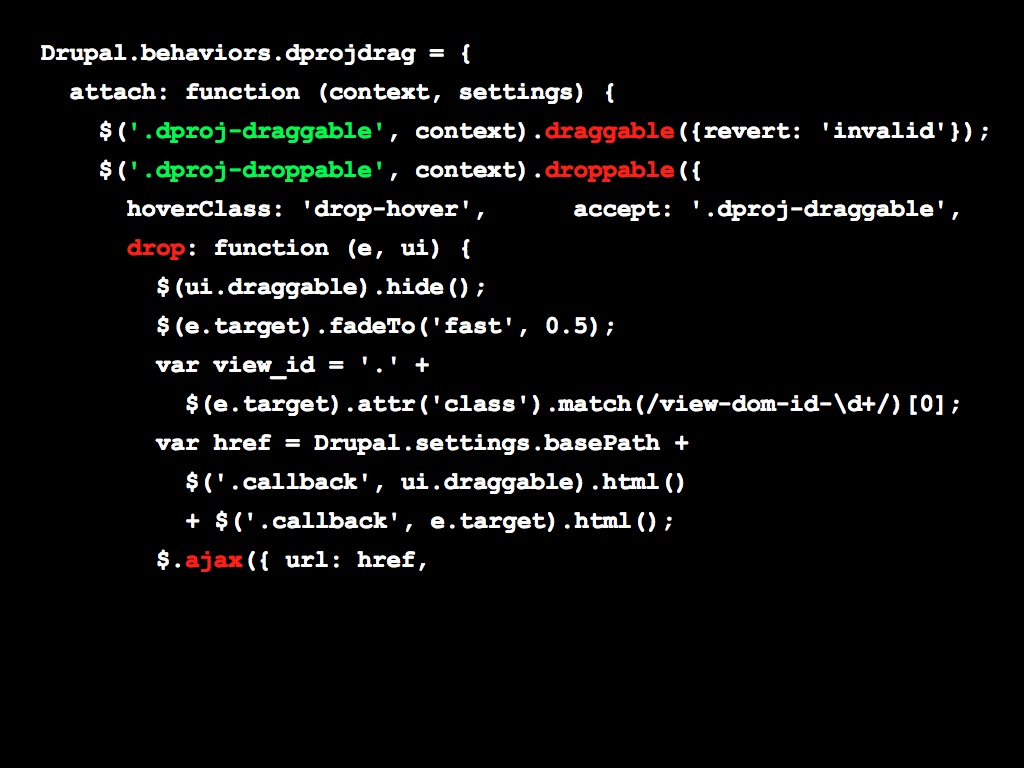 Drupal.behaviors.dprojdrag = {
attach: function (context, settings) {
$('.dproj-draggable', context).draggable({revert: 'invalid'});
$('.dproj-droppable', context).droppable({
hoverClass: 'drop-hover', accept: '.dproj-draggable',
drop: function (e, ui) {
$(ui.draggable).hide();
$(e.target).fadeTo('fast', 0.5);
var view_id = '.' +
$(e.target).attr('class').match(/view-dom-id-\d+/)[0];
var href = Drupal.settings.basePath +
$('.callback', ui.draggable).html()
+ $('.callback', e.target).html();
$.ajax({ url: href,